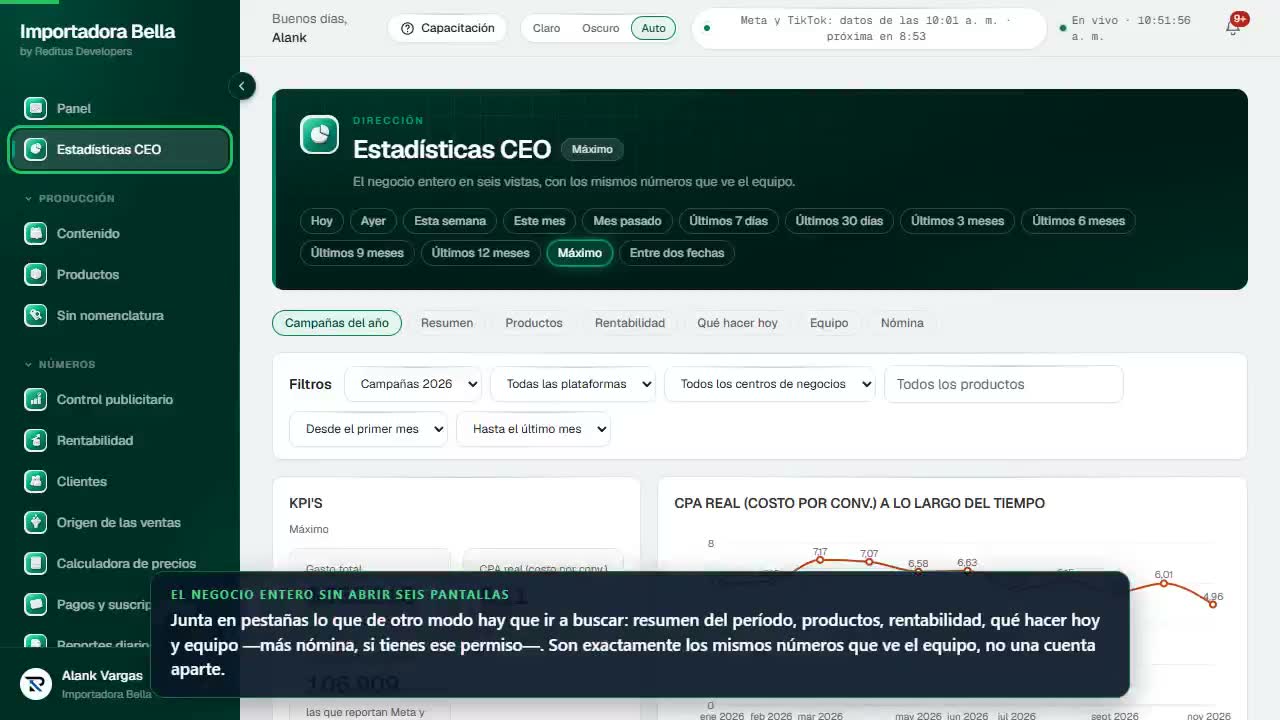 Importadora Bella
by Reditus Developers
Panel
Estadísticas CEO
PRODUCCIÓN
Contenido
Productos
Sin nomenclatura
NÚMEROS
Control publicitario
Rentabilidad
Clientes
Origen de las ventas
Calculadora de precios
Pagos y suscrip
Reportes diario
Alank Vargas
Importadora Bella
Buenos días,
Alank
Capacitación
Claro Oscuro Auto
Meta y TikTok: datos de las 10:01 a. m. ·
próxima en 8:53
En vivo · 10:51:56
a. m.
9+
DIRECCIÓN
Estadísticas CEO Máximo
El negocio entero en seis vistas, con los mismos números que ve el equipo.
Hoy Ayer Esta semana Este mes Mes pasado Últimos 7 días Últimos 30 días Últimos 3 meses Últimos 6 meses
Últimos 9 meses Últimos 12 meses Máximo Entre dos fechas
Campañas del año Resumen Productos Rentabilidad Qué hacer hoy Equipo Nómina
Filtros Campañas 2026 Todas las plataformas Todos los centros de negocios Todos los productos
Desde el primer mes Hasta el último mes
KPI'S
Máximo
Gasto total CPA real (costo por conv.)
106.909
las que reportan Meta y
CPA REAL (COSTO POR CONV.) A LO LARGO DEL TIEMPO
8
7,17 7,07 6,58 6,63 6,01 4,96
0
ene 2026 feb 2026 mar 2026 may 2026 jun 2026 jul 2026 sept 2026 nov 2026
EL NEGOCIO ENTERO SIN ABRIR SEIS PANTALLAS
Junta en pestañas lo que de otro modo hay que ir a buscar: resumen del período, productos, rentabilidad, qué hacer hoy
y equipo —más nómina, si tienes ese permiso—. Son exactamente los mismos números que ve el equipo, no una cuenta
aparte.